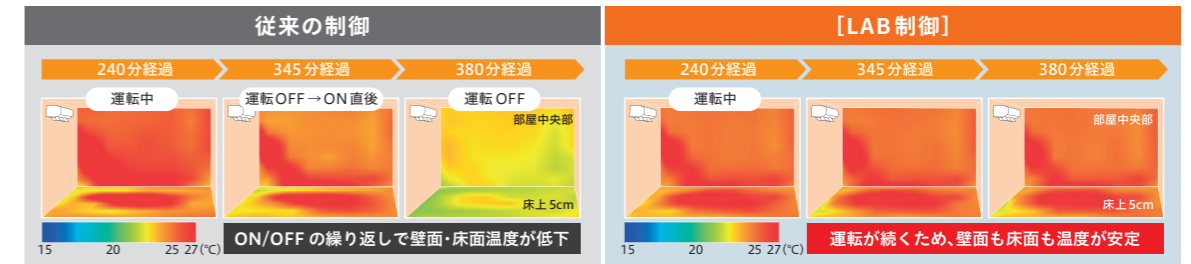 従来の制御
240分経過
345分経過
380分経過
運転中
運転OFF→ON直後
運転OFF
部屋中央部
床上5cm
15 20 25 27(℃)
ON/OFFの繰り返しで壁面・床面温度が低下
[LAB制御]
240分経過
345分経過
380分経過
運転中
部屋中央部
床上5cm
15 20 25 27(℃)
運転が続くため、壁面も床面も温度が安定